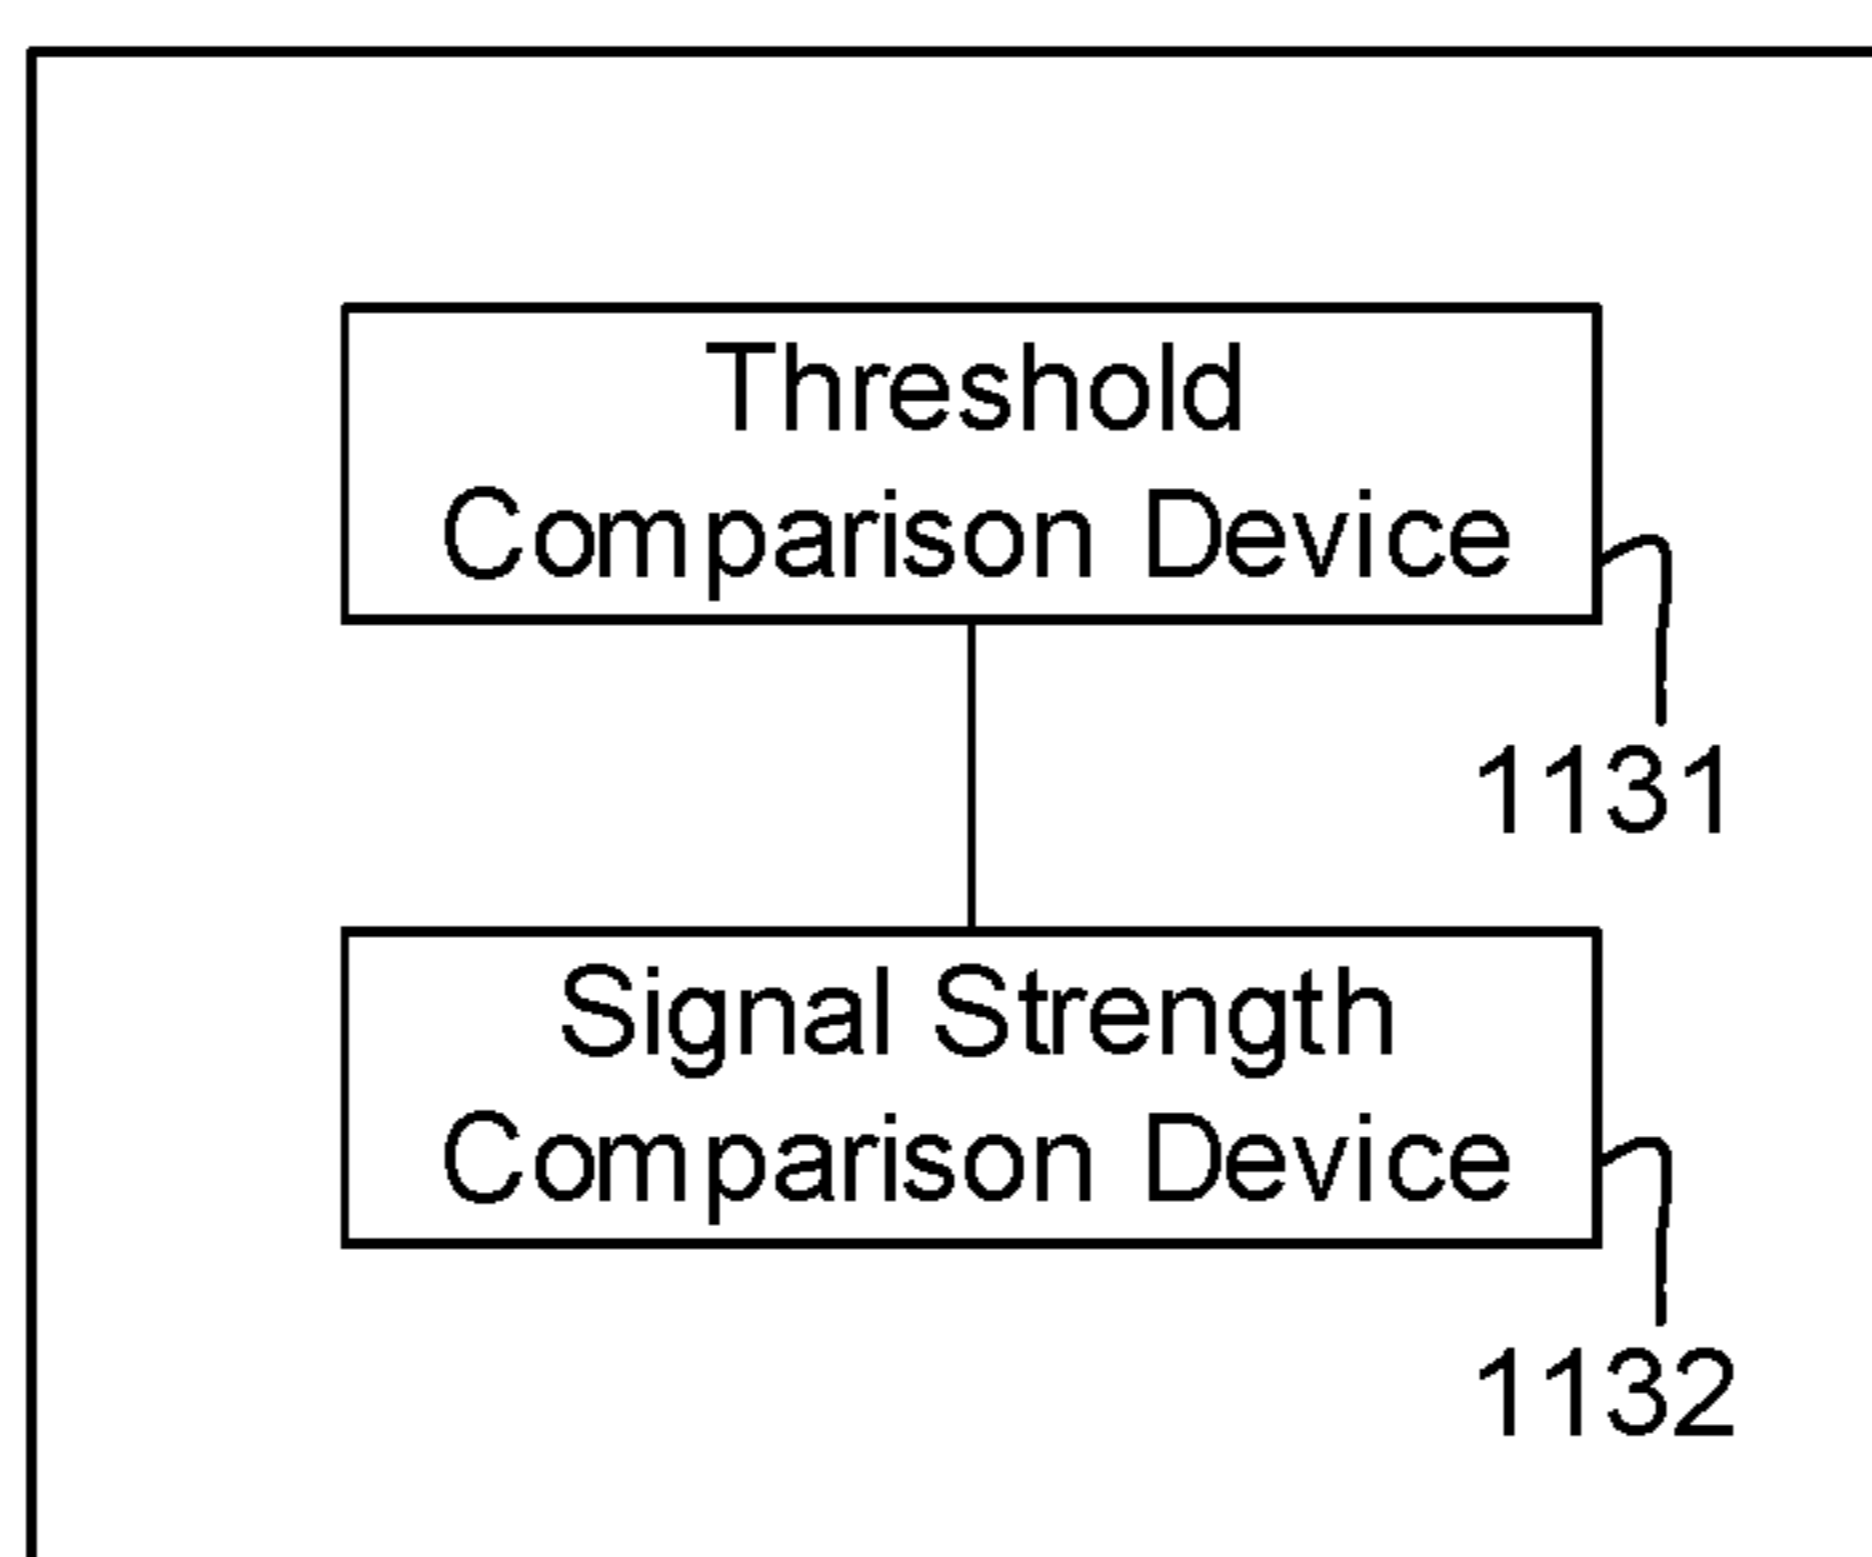 Threshold
Comparison Device
1131
Signal Strength
Comparison Device
1132